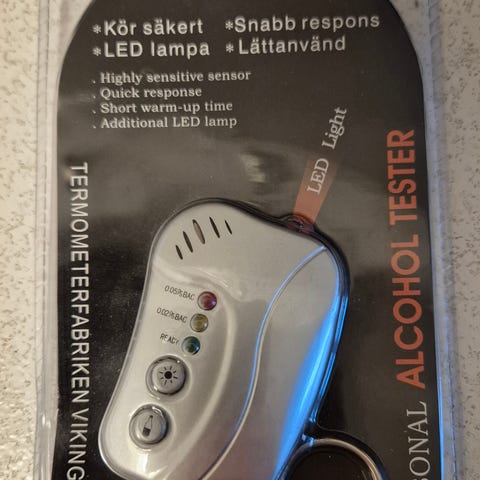 *Kör säkert *Snabb respons
*LED lampa *Lättanvänd
. Highly sensitive sensor
. Quick response
. Short warm-up time
. Additional LED lamp
LED Light
TERMOMETERFABRIKEN VIKING
ALCOHOL TESTER
SONAL
0.05%BAC
0.02%BAC
READY